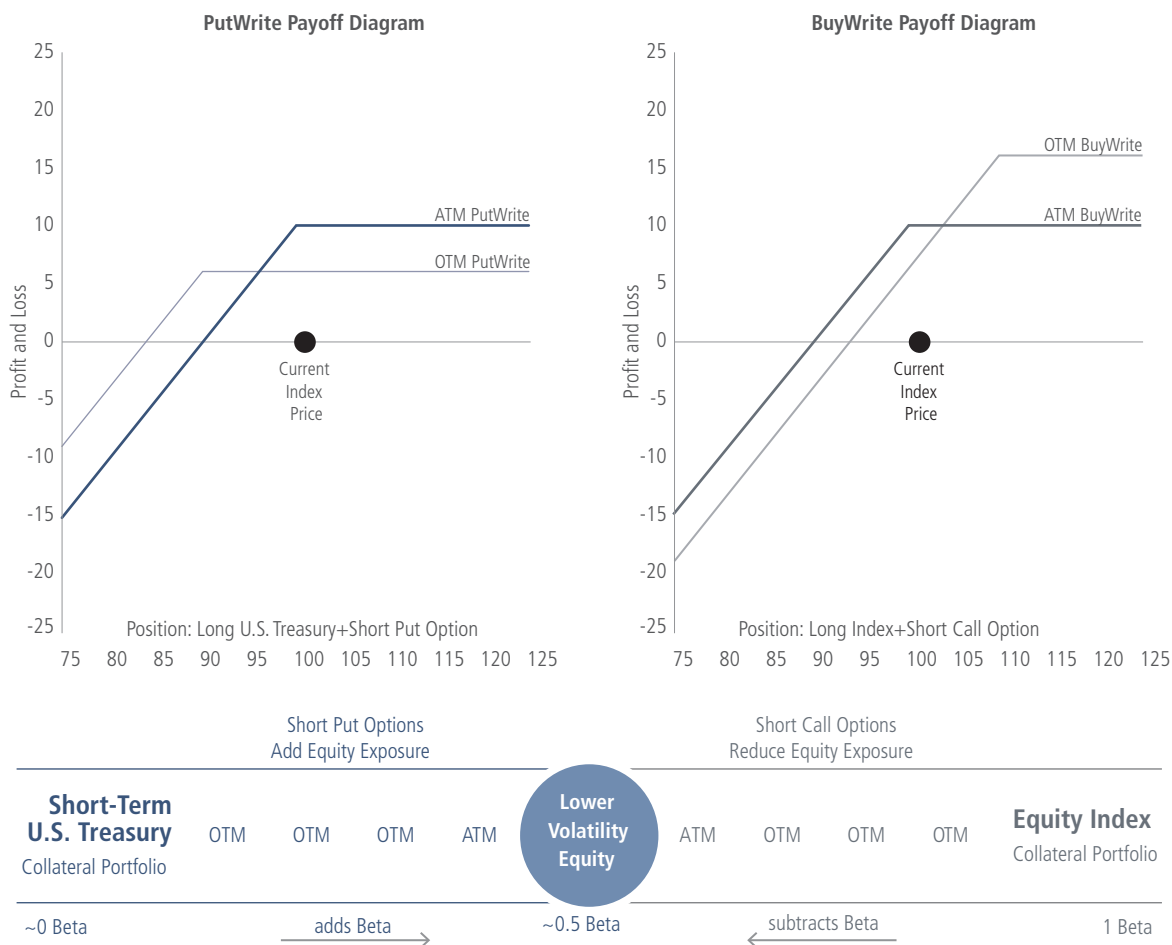 PutWrite Payoff Diagram
25
20
15
10
5
0
-5
-10
-15
-20
-25
Profit and Loss
ATM PutWrite
OTM PutWrite
Current
Index
Price
Position: Long U.S. Treasury+Short Put Option
75 80 85 90 95 100 105 110 115 120 125
BuyWrite Payoff Diagram
25
20
15
10
5
0
-5
-10
-15
-20
-25
Profit and Loss
OTM BuyWrite
ATM BuyWrite
Current
Index
Price
Position: Long Index+Short Call Option
75 80 85 90 95 100 105 110 115 120 125
Short Put Options
Add Equity Exposure
Short Call Options
Reduce Equity Exposure
Short-Term
U.S. Treasury
Collateral Portfolio
OTM OTM OTM ATM
Lower
Volatility
Equity
ATM OTM OTM OTM
Equity Index
Collateral Portfolio
~0 Beta adds Beta ~0.5 Beta subtracts Beta 1 Beta